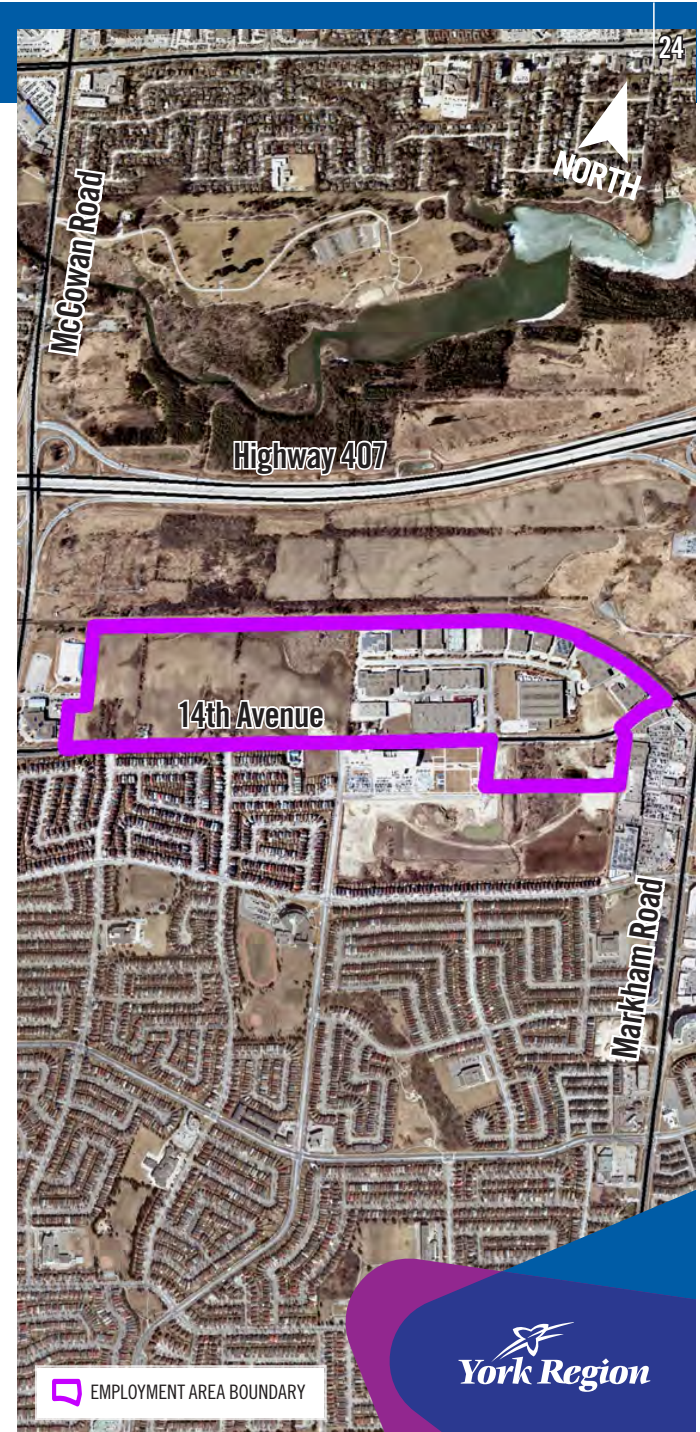 24
NORTH
McCowan Road
Highway 407
14th Avenue
Markham Road
EMPLOYMENT AREA BOUNDARY
York Region